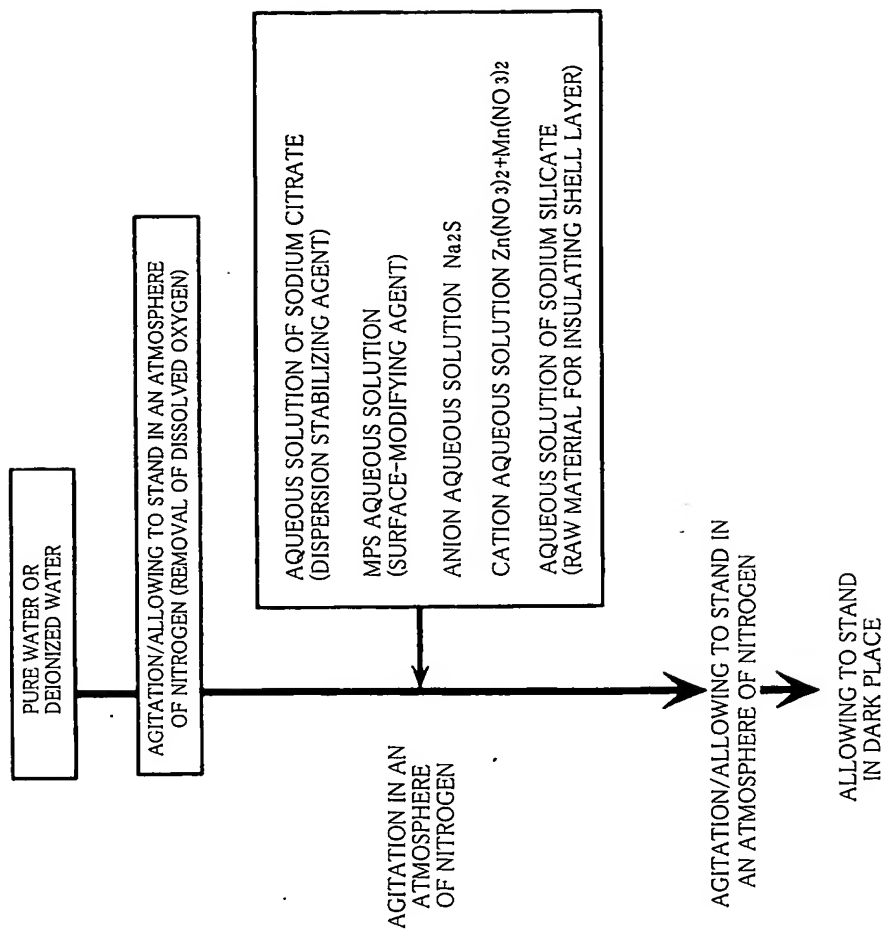 PURE WATER OR
DEIONIZED WATER
AGITATION/ALLOWING TO STAND IN AN ATMOSPHERE
OF NITROGEN (REMOVAL OF DISSOLVED OXYGEN)
AGITATION IN AN
ATMOSPHERE
OF NITROGEN
AQUEOUS SOLUTION OF SODIUM CITRATE
(DISPERSION STABILIZING AGENT)
MPS AQUEOUS SOLUTION
(SURFACE-MODIFYING AGENT)
ANION AQUEOUS SOLUTION Na2S
CATION AQUEOUS SOLUTION Zn(NO3)2+Mn(NO3)2
AQUEOUS SOLUTION OF SODIUM SILICATE
(RAW MATERIAL FOR INSULATING SHELL LAYER)
AGITATION/ALLOWING TO STAND IN
AN ATMOSPHERE OF NITROGEN
ALLOWING TO STAND
IN DARK PLACE